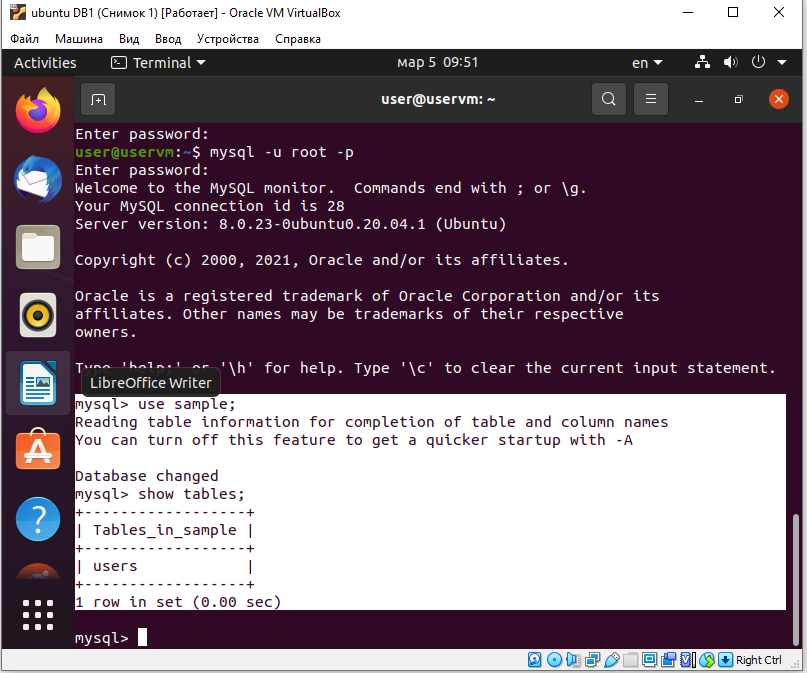 ubuntu DB1 (Снимок 1) [Работает] - Oracle VM VirtualBox
Файл Машина Вид Ввод Устройства Справка
Activities Terminal мар 5 09:51 en
user@uservm: ~
Enter password:
user@uservm:~$ mysql -u root -p
Enter password:
Welcome to the MySQL monitor.  Commands end with ; or \g.
Your MySQL connection id is 28
Server version: 8.0.23-0ubuntu0.20.04.1 (Ubuntu)
Copyright (c) 2000, 2021, Oracle and/or its affiliates.
Oracle is a registered trademark of Oracle Corporation and/or its
affiliates. Other names may be trademarks of their respective
owners.
Type 'help;' or '\h' for help. Type '\c' to clear the current input statement.
LibreOffice Writer
mysql> use sample;
Reading table information for completion of table and column names
You can turn off this feature to get a quicker startup with -A
Database changed
mysql> show tables;
+------------------+
| Tables_in_sample |
+------------------+
| users            |
+------------------+
1 row in set (0.00 sec)
mysql>
Right Ctrl